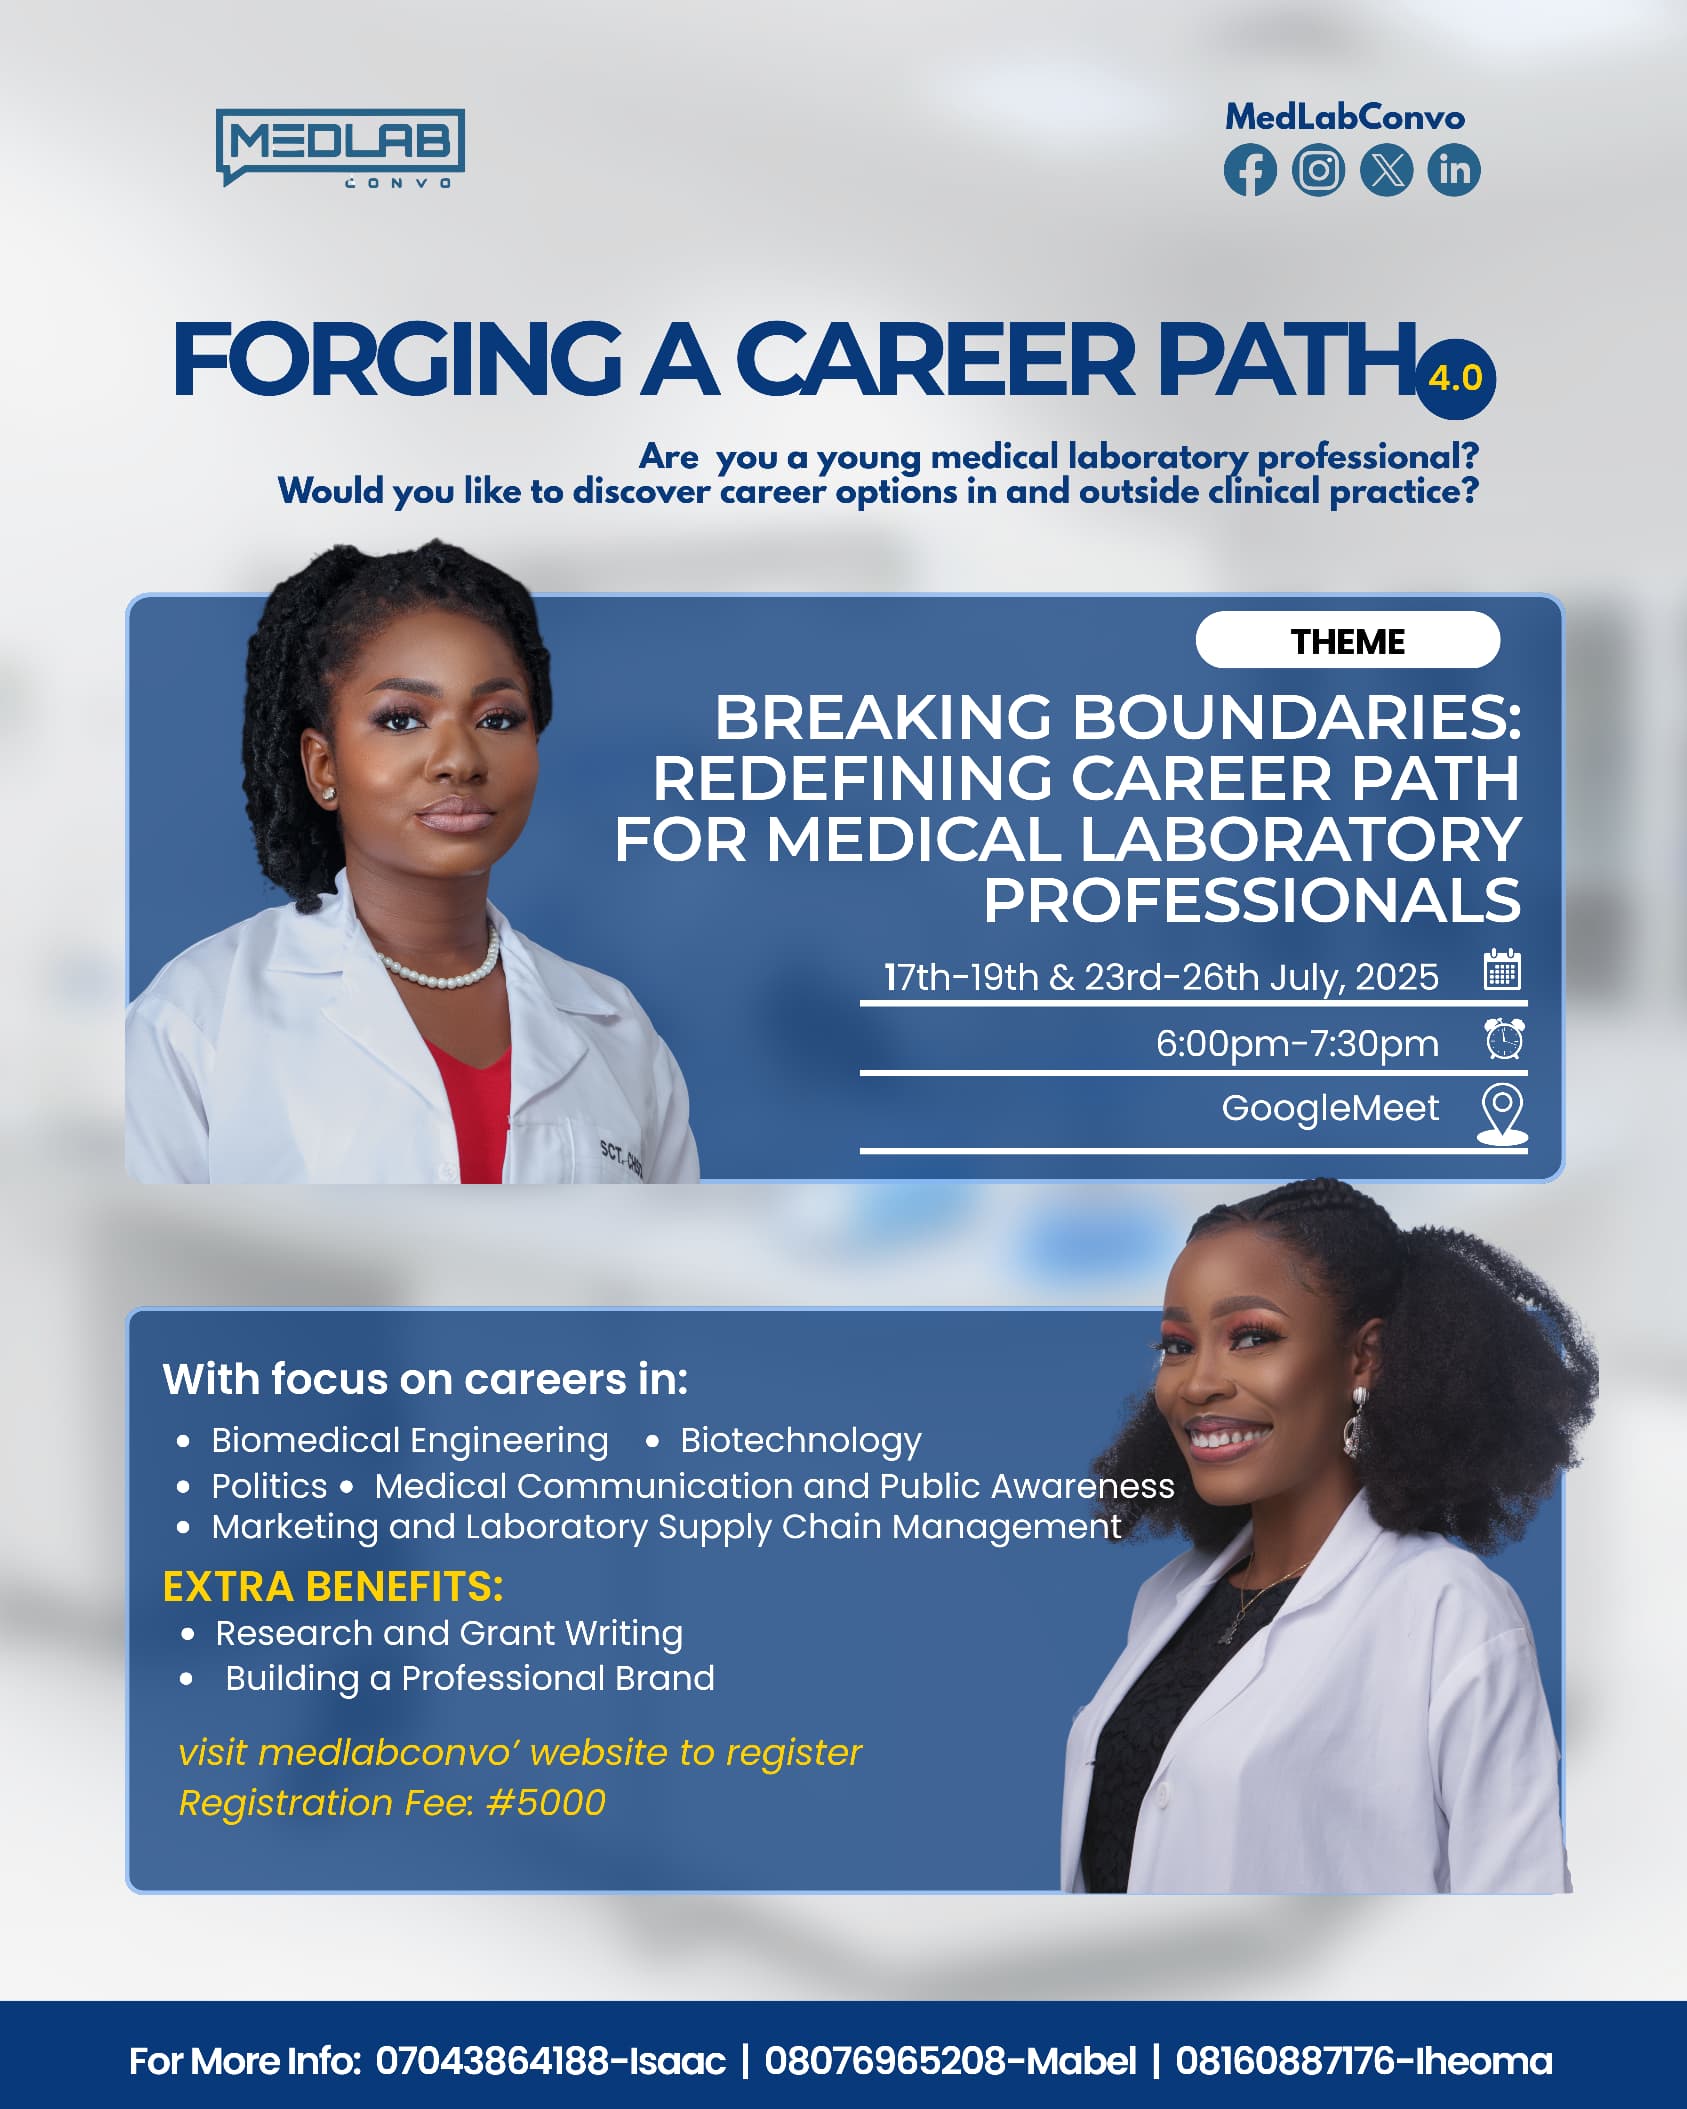 MEDLAB
CONVO
MedLabConvo
FORGING A CAREER PATH 4.0
Are you a young medical laboratory professional?
Would you like to discover career options in and outside clinical practice?
THEME
BREAKING BOUNDARIES:
REDEFINING CAREER PATH
FOR MEDICAL LABORATORY
PROFESSIONALS
17th-19th & 23rd-26th July, 2025
6:00pm-7:30pm
GoogleMeet
SCT.
With focus on careers in:
• Biomedical Engineering • Biotechnology
• Politics • Medical Communication and Public Awareness
• Marketing and Laboratory Supply Chain Management
EXTRA BENEFITS:
• Research and Grant Writing
• Building a Professional Brand
visit medlabconvo’ website to register
Registration Fee: #5000
For More Info: 07043864188-Isaac | 08076965208-Mabel | 08160887176-Iheoma